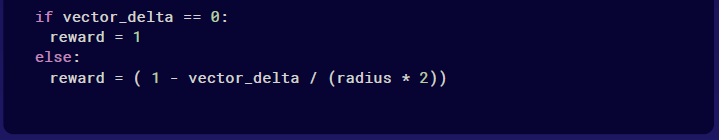 if vector_delta == 0:
reward = 1
else:
reward = ( 1 - vector_delta / (radius * 2))